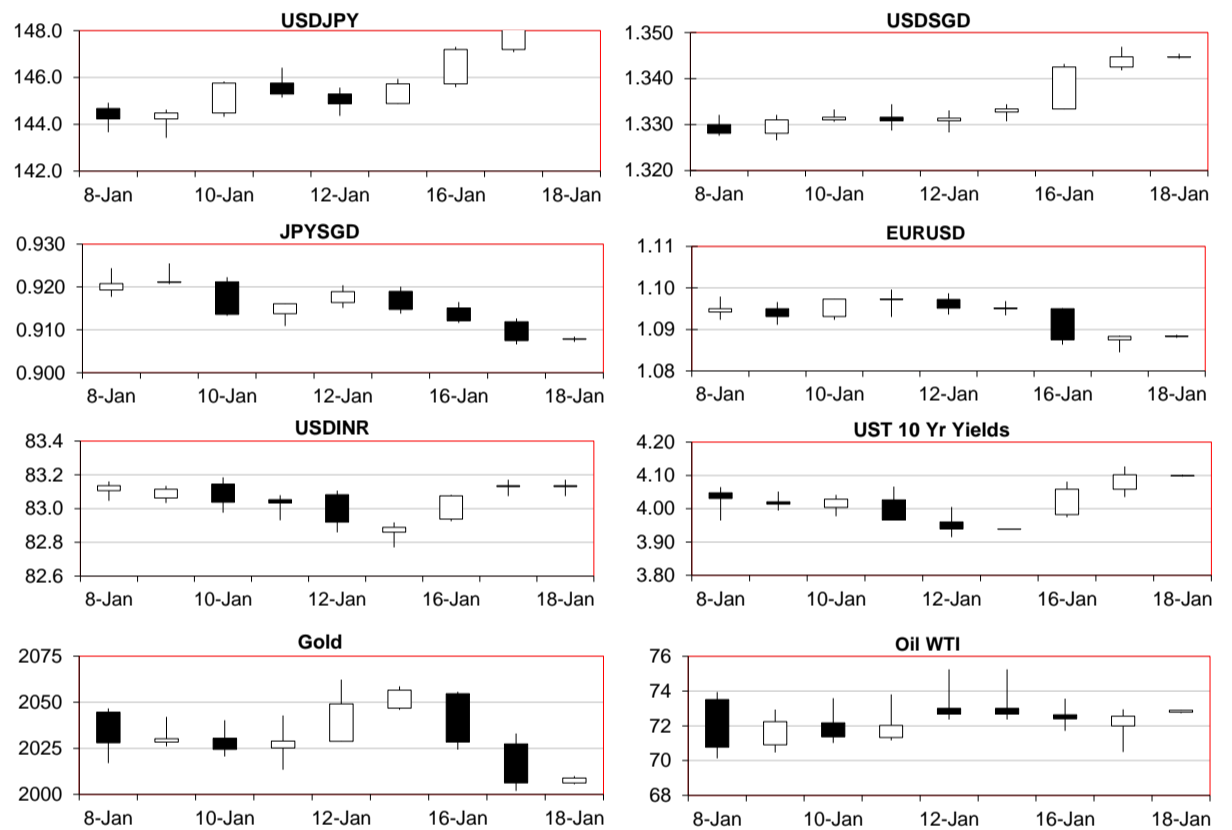 USDJPY
148.0
146.0
144.0
142.0
8-Jan 10-Jan 12-Jan 16-Jan 18-Jan
USDSGD
1.350
1.340
1.330
1.320
8-Jan 10-Jan 12-Jan 16-Jan 18-Jan
JPYSGD
0.930
0.920
0.910
0.900
8-Jan 10-Jan 12-Jan 16-Jan 18-Jan
EURUSD
1.11
1.10
1.09
1.08
8-Jan 10-Jan 12-Jan 16-Jan 18-Jan
USDINR
83.4
83.2
83.0
82.8
82.6
8-Jan 10-Jan 12-Jan 16-Jan 18-Jan
UST 10 Yr Yields
4.20
4.10
4.00
3.90
3.80
8-Jan 10-Jan 12-Jan 16-Jan 18-Jan
Gold
2075
2050
2025
2000
8-Jan 10-Jan 12-Jan 16-Jan 18-Jan
Oil WTI
76
74
72
70
68
8-Jan 10-Jan 12-Jan 16-Jan 18-Jan